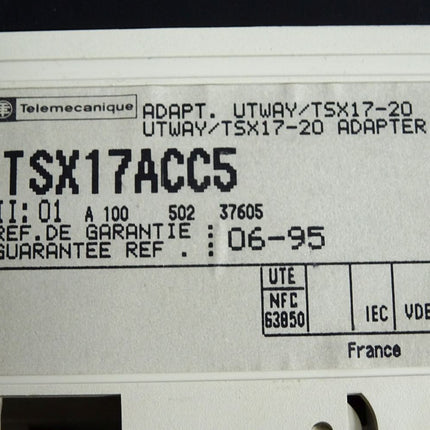 Telemecanique
ADAPT. UTWAY/TSX17-20
UTWAY/TSX17-20 ADAPTER
TSX17ACC5
II: 01 A 100 502 37605
REF.DE GARANTIE :
GUARANTEE REF . : 06-95
UTE
NFC
63850
IEC
VDE
France